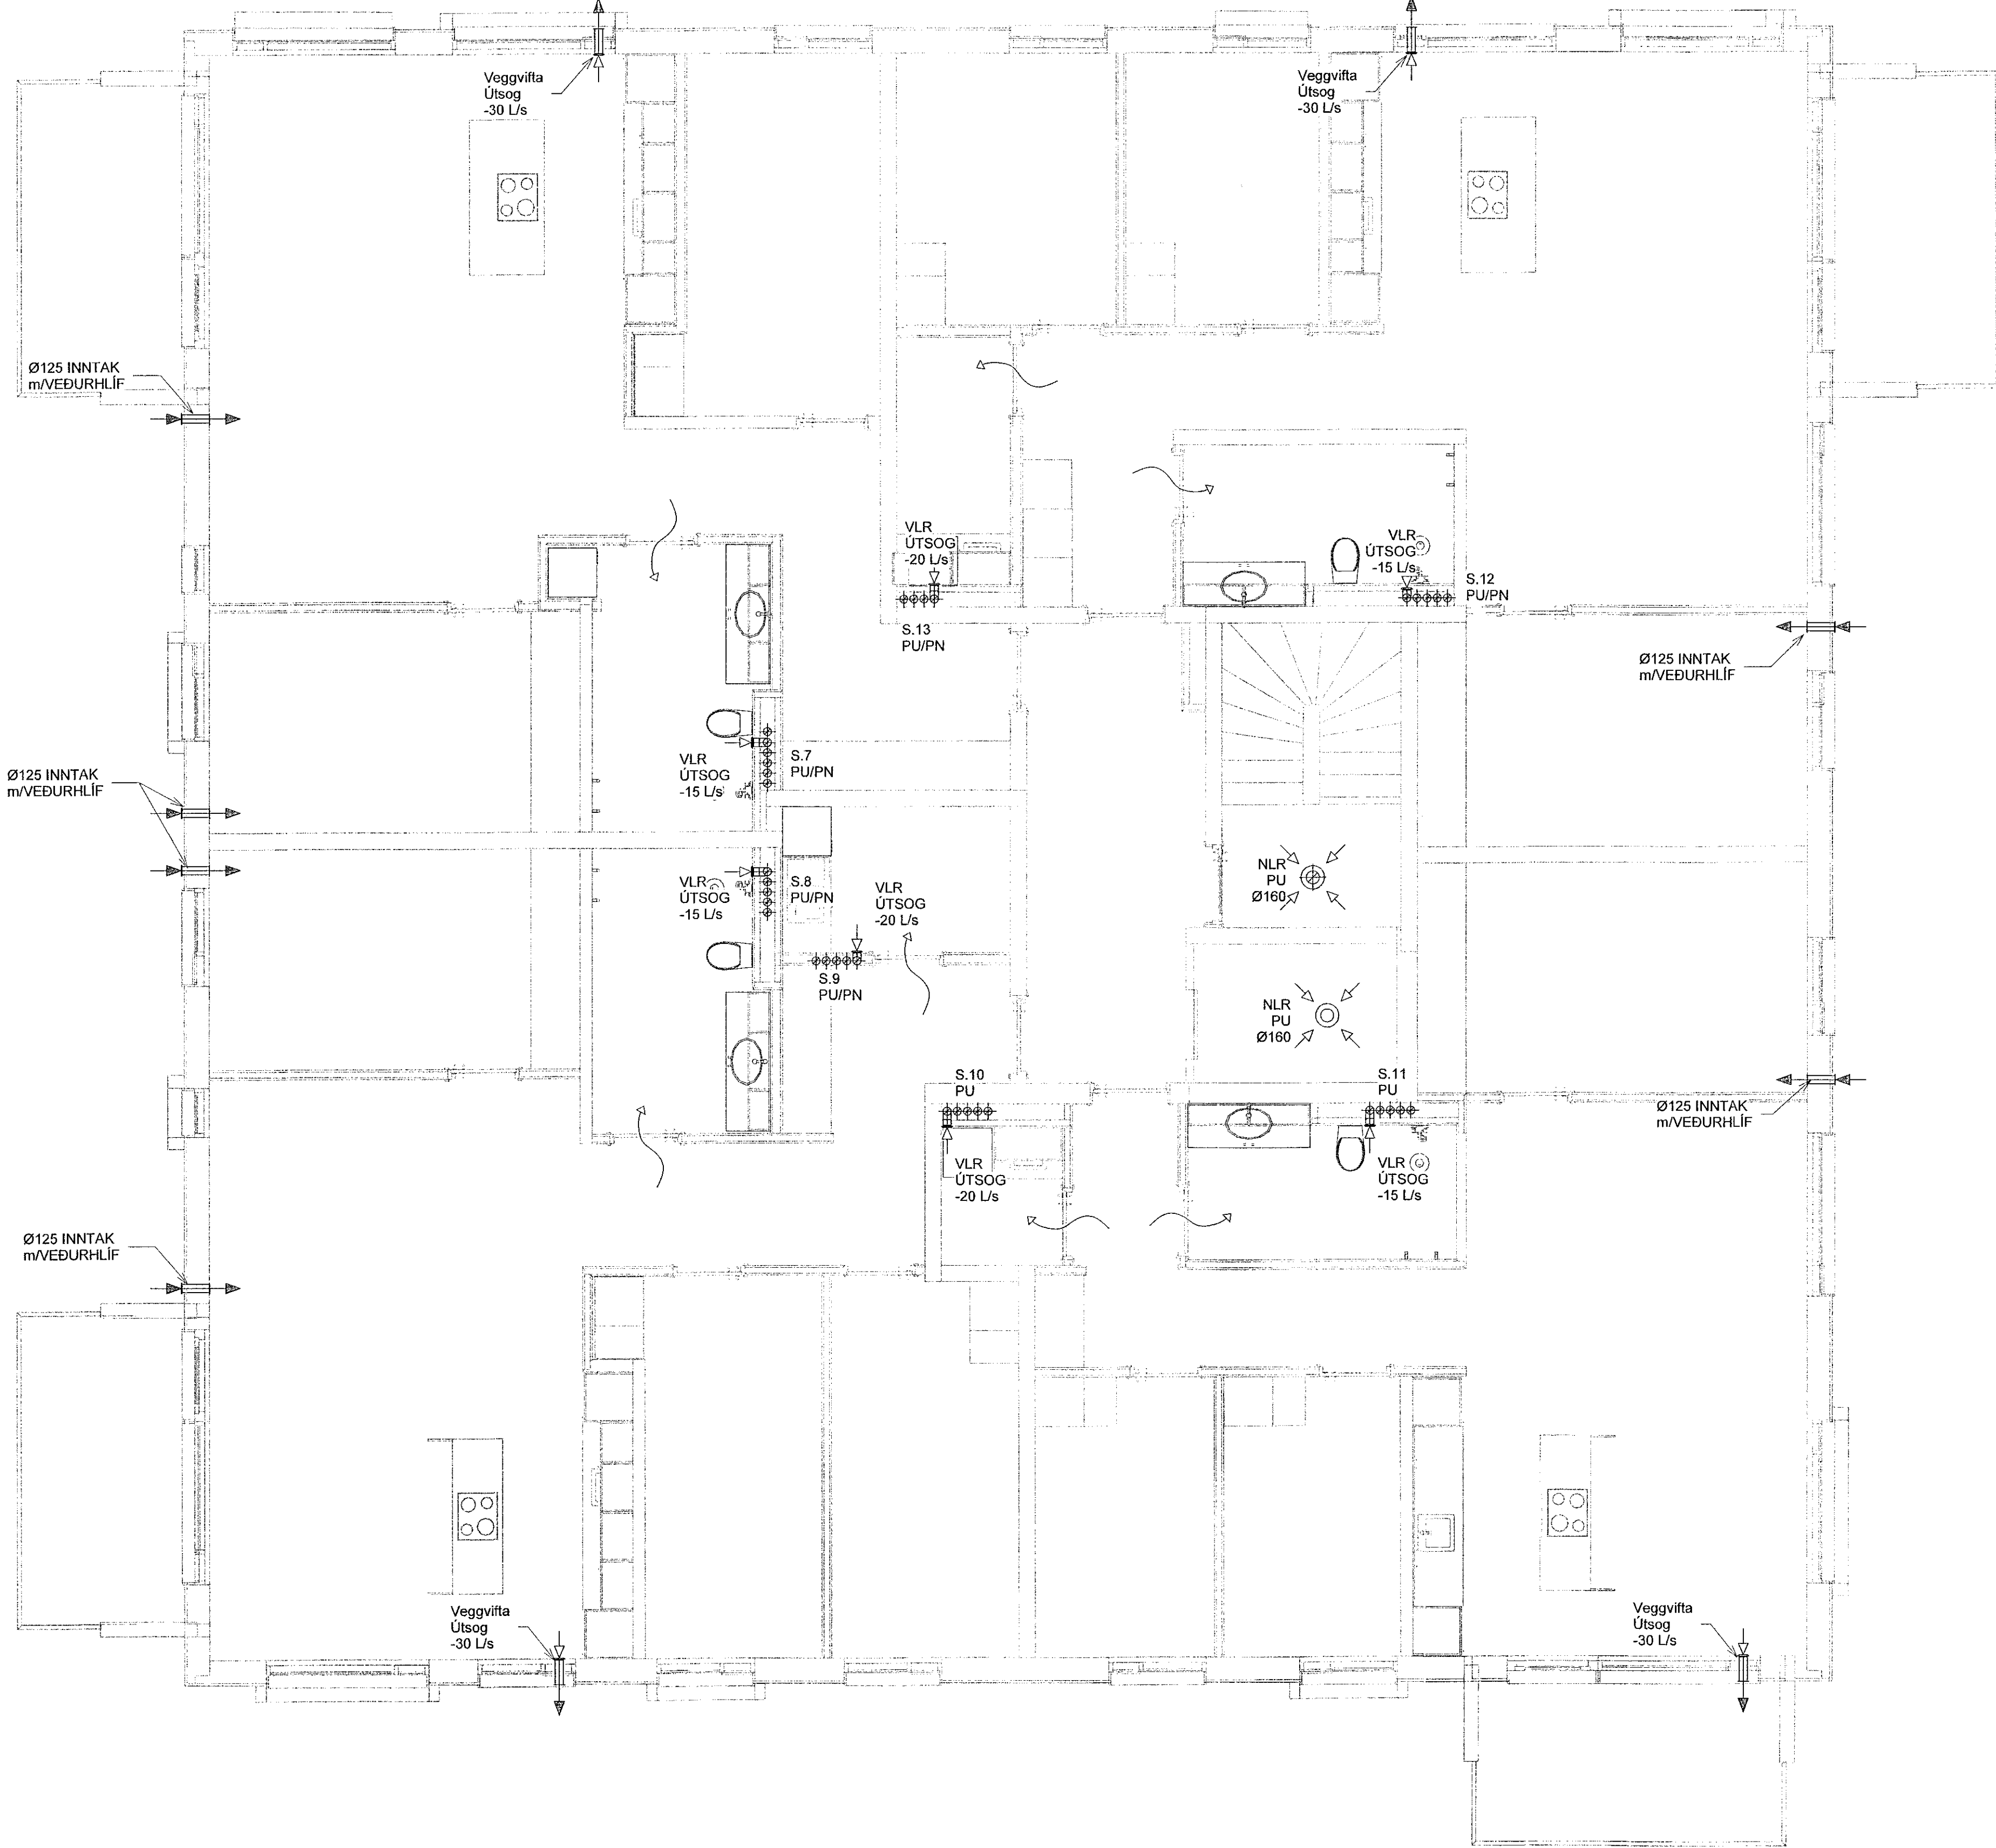 Veggvifta
Útsog
-30 L/s
Veggvifta
Útsog
-30 L/s
Ø125 INNTAK
m/VEÐURHLÍF
VLR
ÚTSOG
-20 L/s
VLR
ÚTSOG
-15 L/s
S.12
PU/PN
S.13
PU/PN
Ø125 INNTAK
m/VEÐURHLÍF
VLR
ÚTSOG
-15 L/s
S.7
PU/PN
Ø125 INNTAK
m/VEÐURHLÍF
VLR
ÚTSOG
-15 L/s
S.8
PU/PN
VLR
ÚTSOG
-20 L/s
NLR
PU
Ø160
S.9
PU/PN
NLR
PU
Ø160
S.10
PU
S.11
PU
Ø125 INNTAK
m/VEÐURHLÍF
VLR
ÚTSOG
-20 L/s
VLR
ÚTSOG
-15 L/s
Ø125 INNTAK
m/VEÐURHLÍF
Veggvifta
Útsog
-30 L/s
Veggvifta
Útsog
-30 L/s